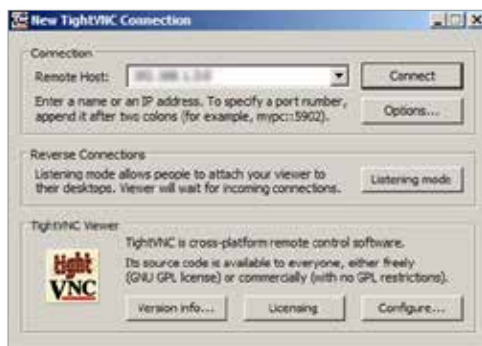 New TightVNC Connection
Connection
Remote Host:
Connect
Enter a name or an IP address. To specify a port number,
append it after two colons (for example, mypc::5902).
Options...
Reverse Connections
Listening mode allows people to attach your viewer to
their desktops. Viewer will wait for incoming connections.
Listening mode
TightVNC Viewer
tight
VNC
TightVNC is cross-platform remote control software.
Its source code is available to everyone, either freely
(GNU GPL license) or commercially (with no GPL restrictions).
Version info...
Licensing
Configure...